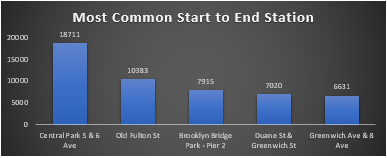 Most Common Start to End Station
18711
10383
7915
7020
6631
20000
15000
10000
5000
0
Central Park S & 6 Ave
Old Fulton St
Brooklyn Bridge Park - Pier 2
Duane St & Greenwich St
Greenwich Ave & 8 Ave